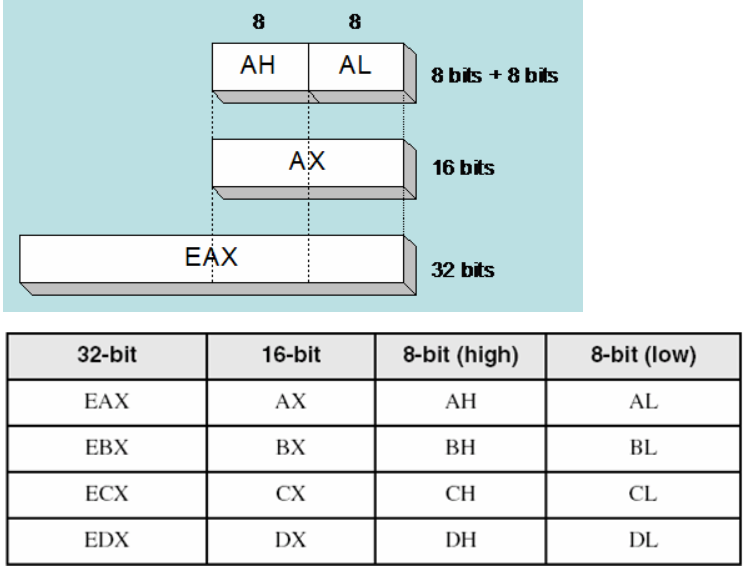 8 8
AH AL 8 bits + 8 bits
AX 16 bits
EAX 32 bits
32-bit 16-bit 8-bit (high) 8-bit (low)
EAX AX AH AL
EBX BX BH BL
ECX CX CH CL
EDX DX DH DL